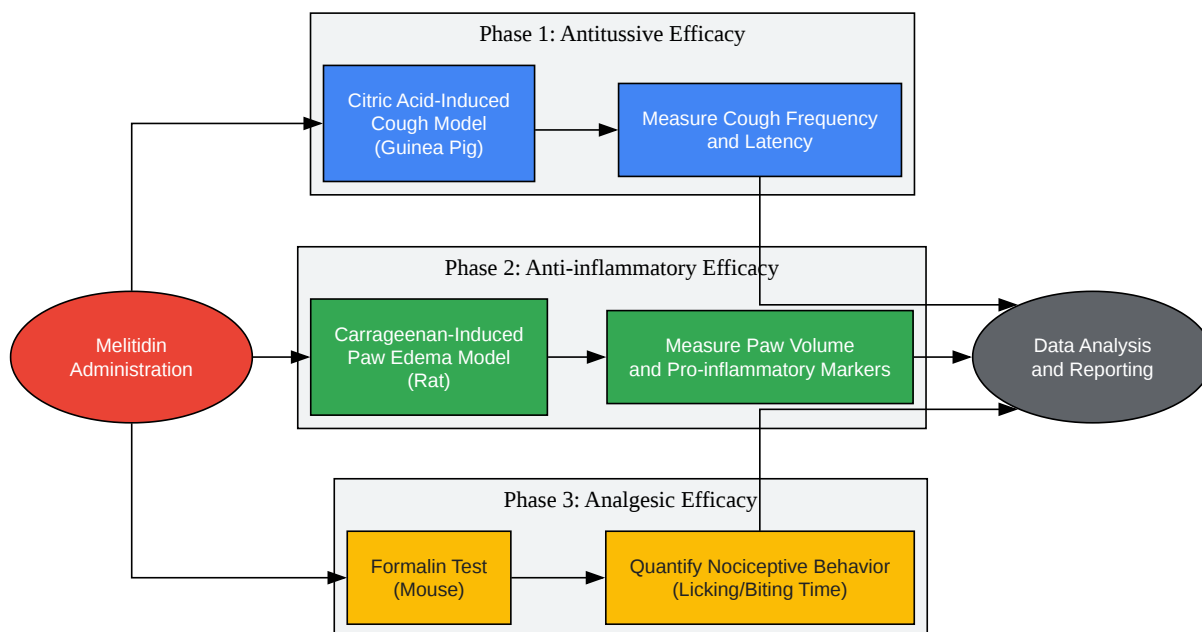 Phase 1: Antitussive Efficacy
Citric Acid-Induced
Cough Model
(Guinea Pig)
Measure Cough Frequency
and Latency
Phase 2: Anti-inflammatory Efficacy
Melitidin
Administration
Carrageenan-Induced
Paw Edema Model
(Rat)
Measure Paw Volume
and Pro-inflammatory Markers
Data Analysis
and Reporting
Phase 3: Analgesic Efficacy
Formalin Test
(Mouse)
Quantify Nociceptive Behavior
(Licking/Biting Time)